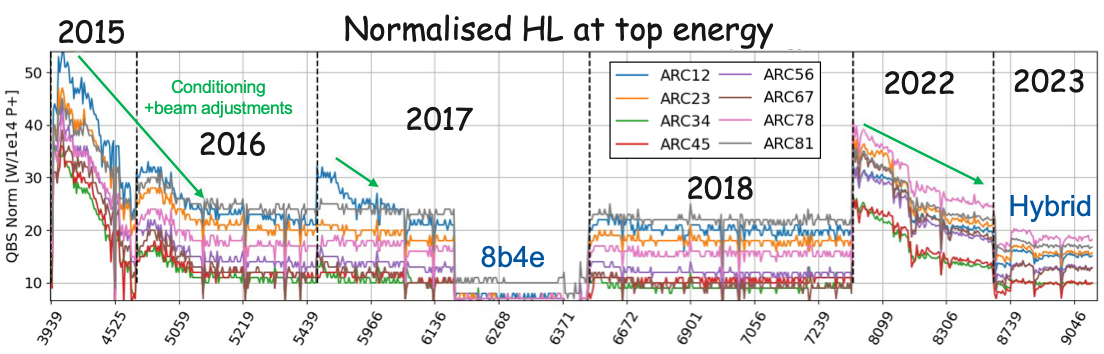 Normalised HL at top energy
2015
Conditioning
+beam adjustments
2016
2017
2018
2022
2023
8b4e
Hybrid
ARC12
ARC23
ARC34
ARC45
ARC56
ARC67
ARC78
ARC81
QBS Norm [W/1e14 P+]
50
40
30
20
10
3939
4525
5059
5219
5439
5966
6136
6268
6371
6672
6901
7056
7239
8099
8306
8739
9046